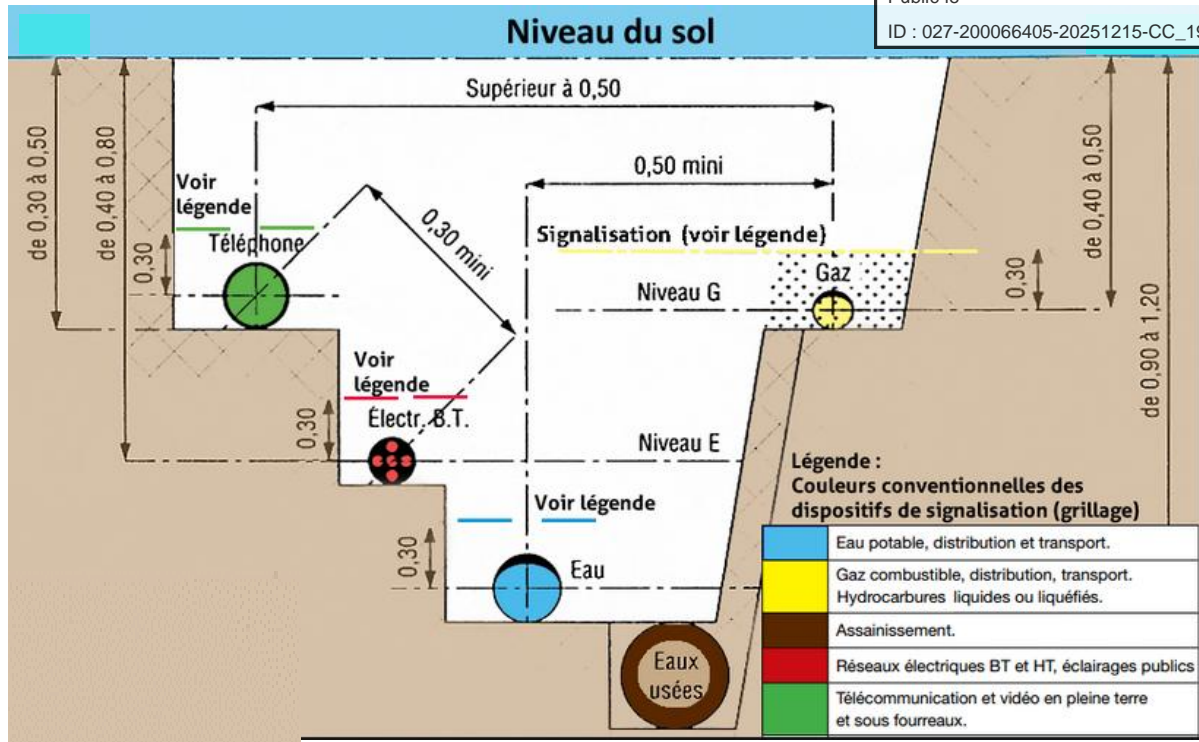 ID : 027-200066405-20251215-CC_19
Niveau du sol
Supérieur à 0,50
0,50 mini
de 0,30 à 0,50
de 0,40 à 0,80
Voir
légende
Téléphone
0,30
0,30 mini
Signalisation (voir légende)
Gaz
Niveau G
0,30
de 0,40 à 0,50
de 0,90 à 1,20
Voir
légende
Électr. B.T.
0,30
Niveau E
Voir légende
0,30
Eau
Eaux
usées
Légende :
Couleurs conventionnelles des
dispositifs de signalisation (grillage)
Eau potable, distribution et transport.
Gaz combustible, distribution, transport.
Hydrocarbures liquides ou liquéfiés.
Assainissement.
Réseaux électriques BT et HT, éclairages publics
Télécommunication et vidéo en pleine terre
et sous fourreaux.